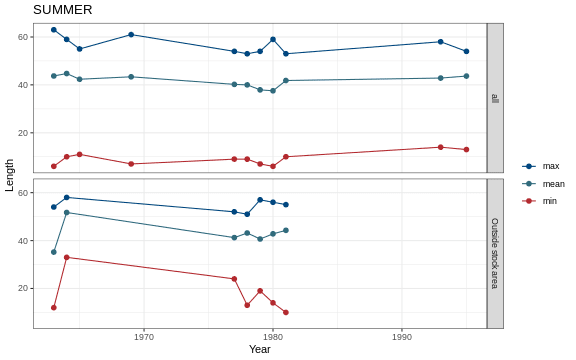 SUMMER
60
40
20
all
60
40
20
Outside stock area
Length
1970
1980
1990
Year
max
mean
min